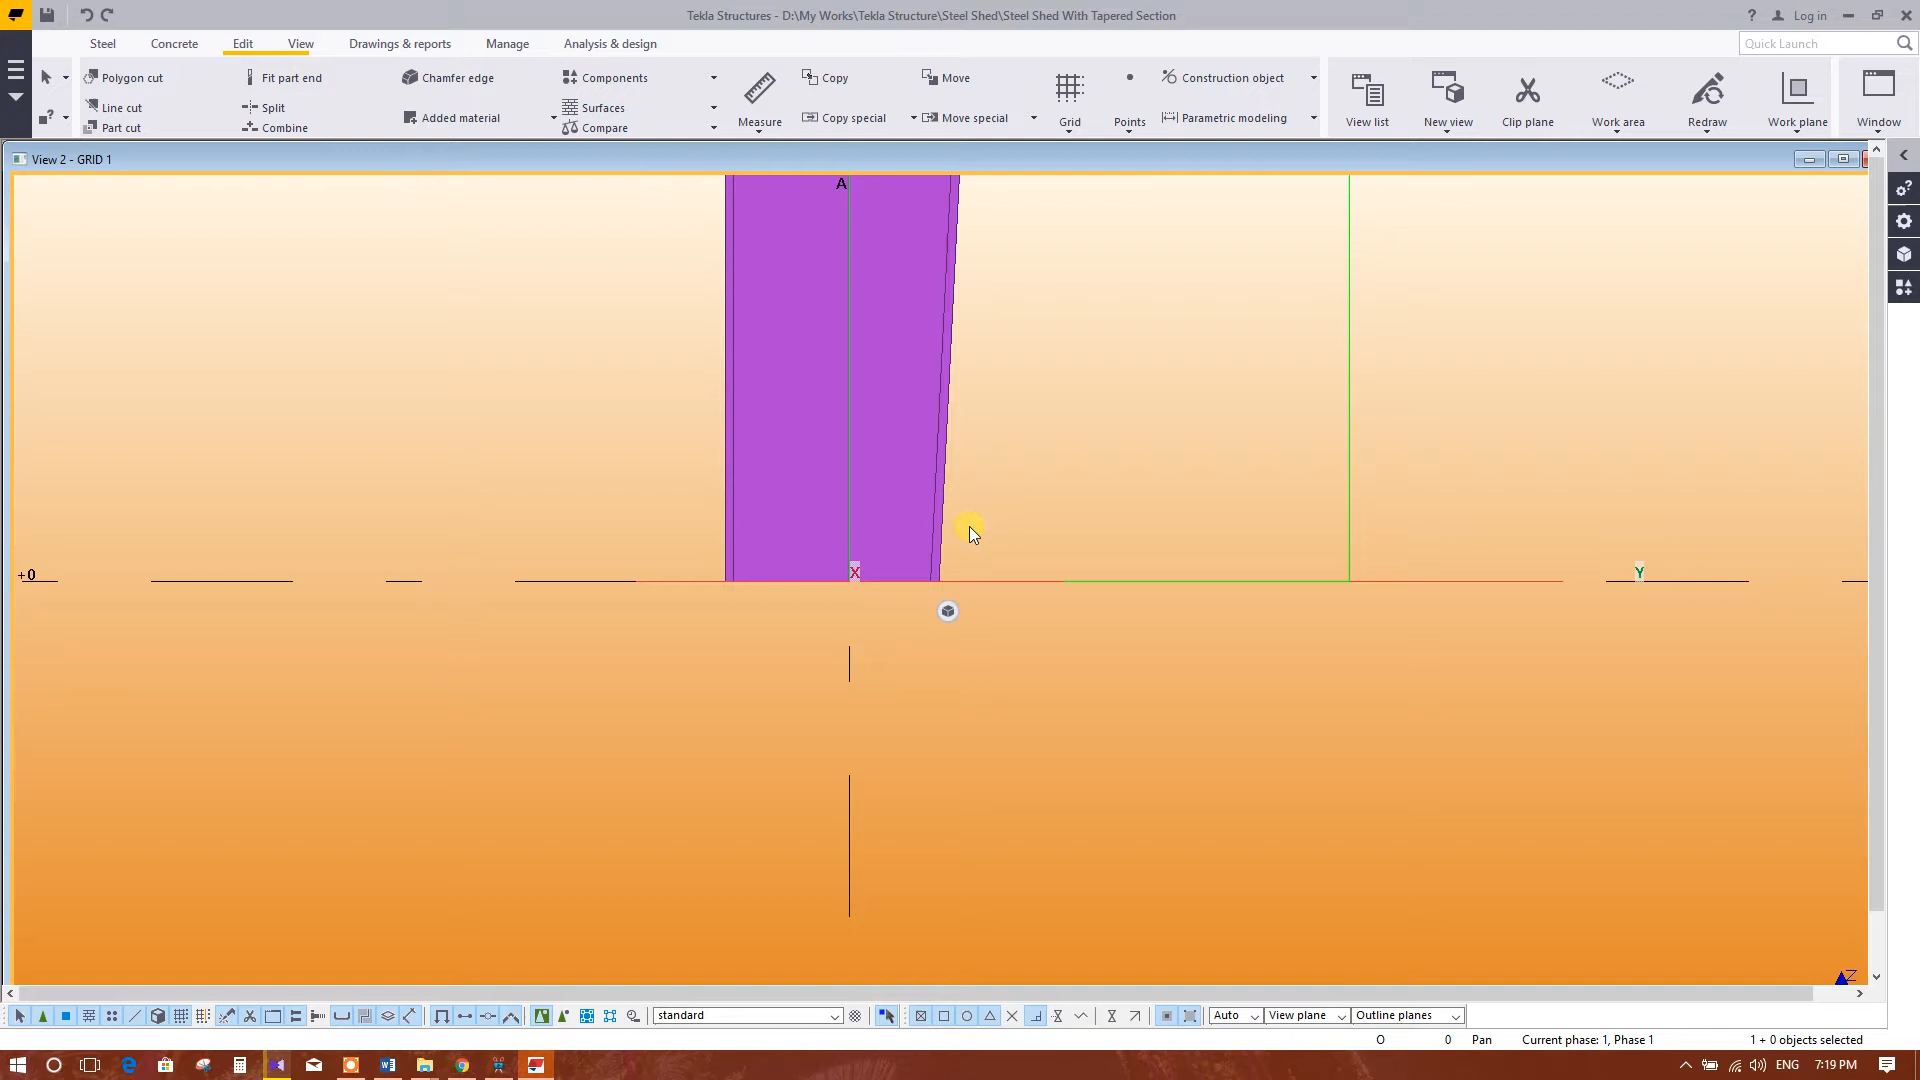 Tekla Structures - D:\My Works\Tekla Structure\Steel Shed\Steel Shed With Tapered Section
? Log in
Steel Concrete Edit View Drawings & reports Manage Analysis & design
Quick Launch
Polygon cut Fit part end Chamfer edge Components Copy Move Construction object
Line cut Split Surfaces
Added material Copy special Move special Parametric modeling
Measure Grid Points View list New view Clip plane Work area Redraw Work plane Window
Part cut Combine Compare
View 2 - GRID 1
A
+0
X
Y
Z
standard Auto View plane Outline planes
O 0 Pan Current phase: 1, Phase 1 1 + 0 objects selected
ENG 7:19 PM